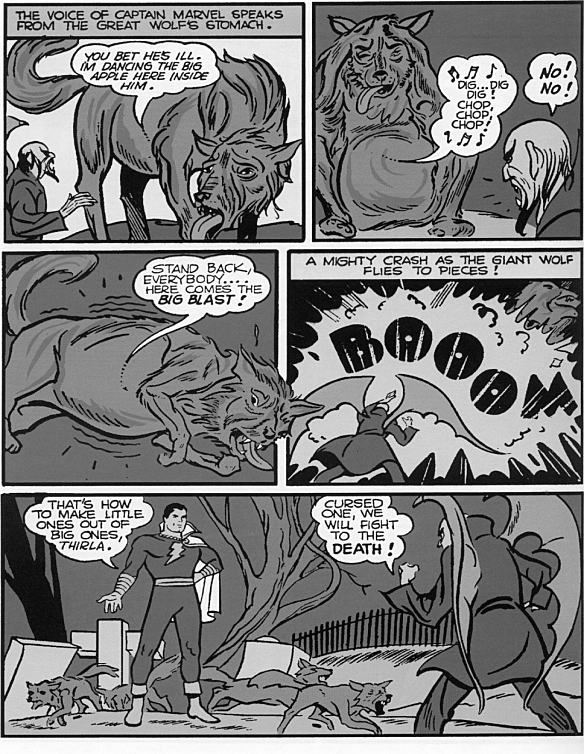 THE VOICE OF CAPTAIN MARVEL SPEAKS
FROM THE GREAT WOLF'S STOMACH.
YOU BET HE'S ILL.
I'M DANCING THE BIG
APPLE HERE INSIDE
HIM.
DIG...DIG
DIG!
CHOP,
CHOP,
CHOP!
NO!
NO!
STAND BACK,
EVERYBODY....
HERE COMES THE
BIG BLAST!
A MIGHTY CRASH AS THE GIANT WOLF
FLIES TO PIECES!
BOOOM
THAT'S HOW
TO MAKE LITTLE
ONES OUT OF
BIG ONES,
THIRLA.
CURSED
ONE, WE
WILL FIGHT
TO THE
DEATH!